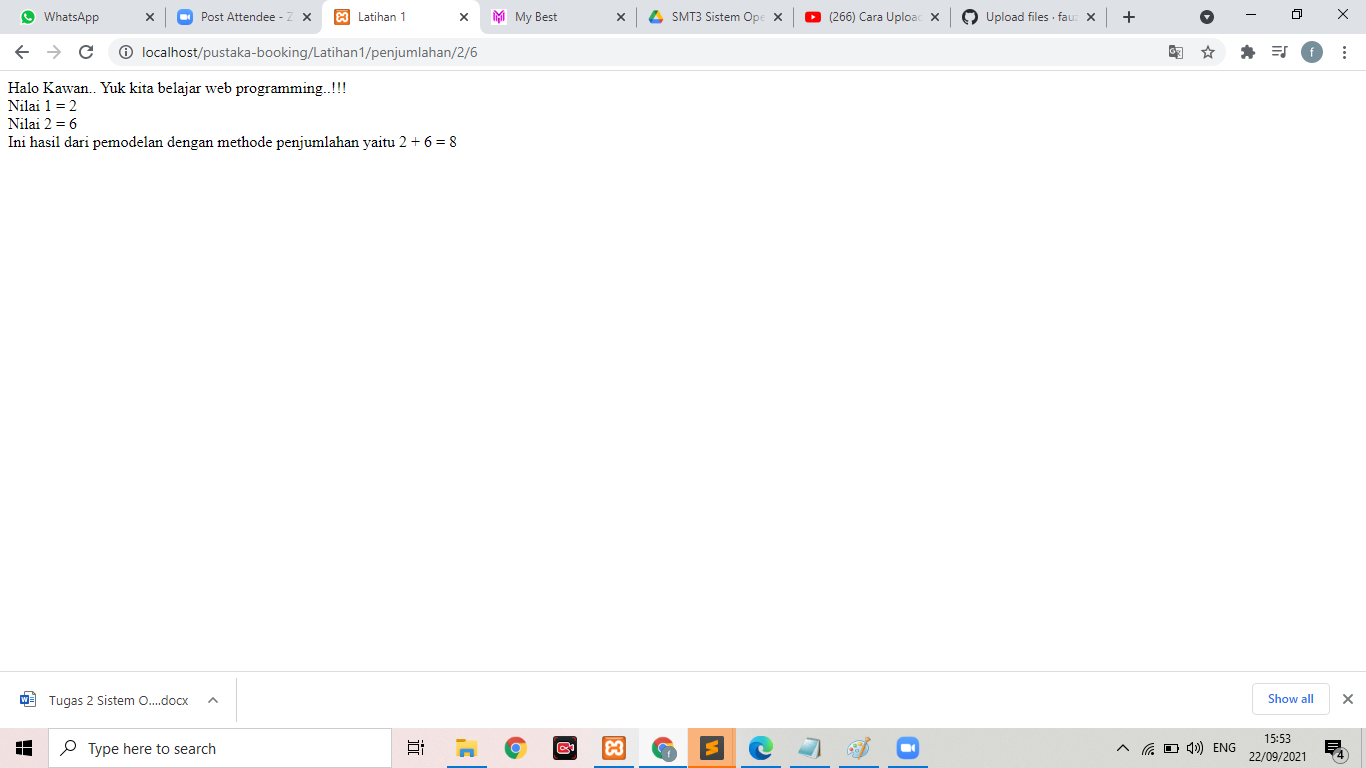 WhatsApp
Post Attendee - Z
Latihan 1
My Best
SMT3 Sistem Ope
(266) Cara Upload
Upload files · fauz
localhost/pustaka-booking/Latihan1/penjumlahan/2/6
f
Halo Kawan.. Yuk kita belajar web programming..!!!
Nilai 1 = 2
Nilai 2 = 6
Ini hasil dari pemodelan dengan methode penjumlahan yaitu 2 + 6 = 8
Tugas 2 Sistem O....docx
Show all
Type here to search
f
ENG
15:53
22/09/2021
4